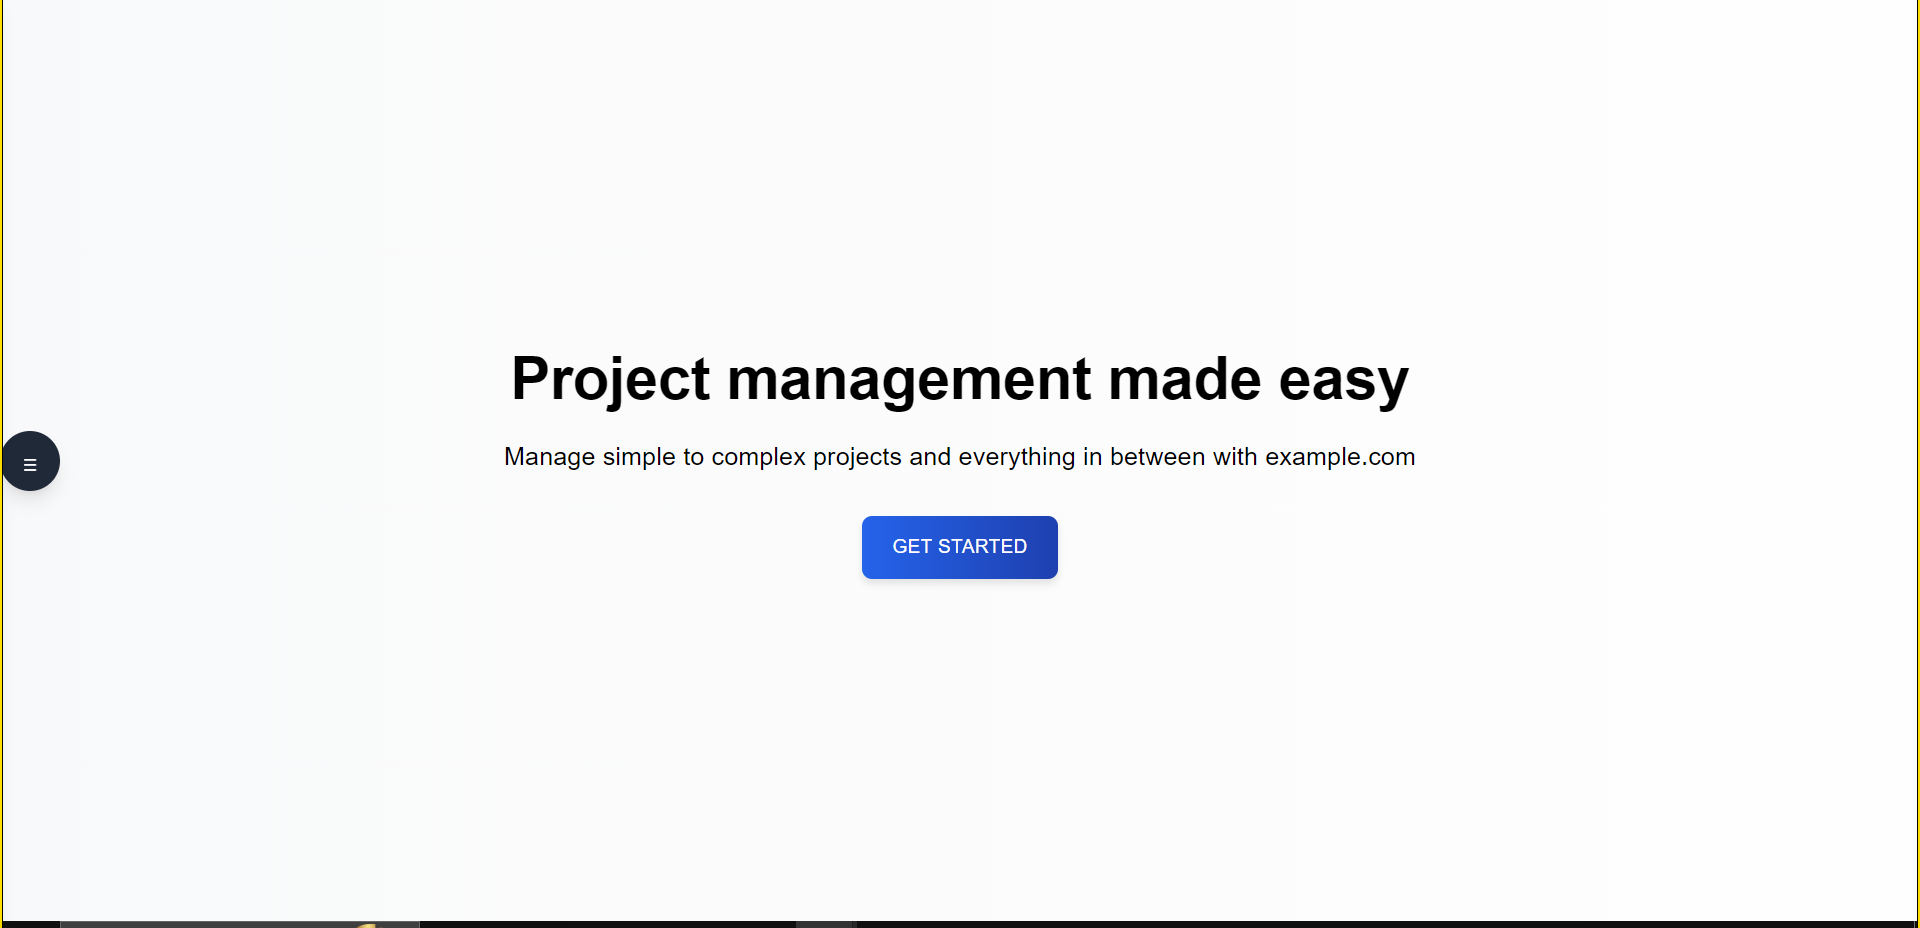 Project management made easy
Manage simple to complex projects and everything in between with example.com
GET STARTED